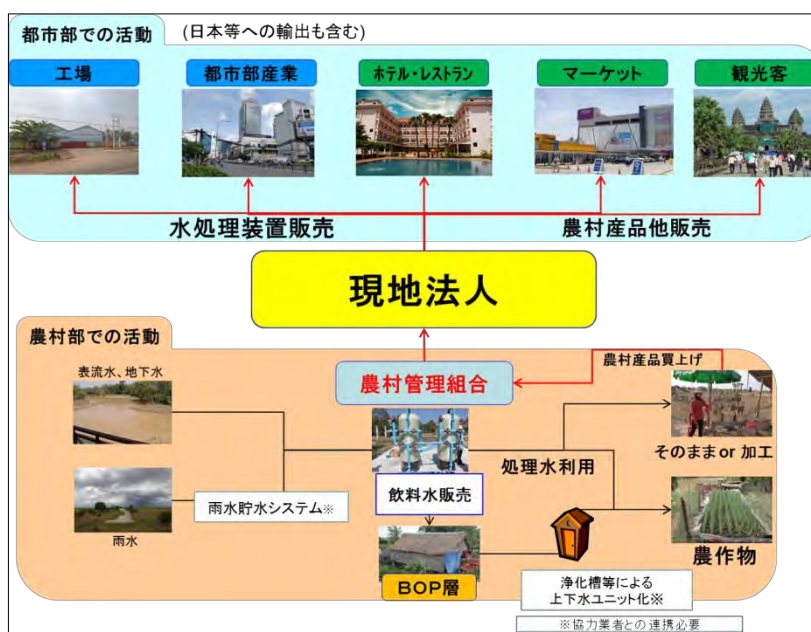 都市部での活動
(日本等への輸出も含む)
工場
都市部産業
ホテル・レストラン
マーケット
観光客
水処理装置販売
農村産品他販売
現地法人
農村部での活動
農村産品買上げ
表流水、地下水
農村管理組合
処理水利用
そのまま or 加工
飲料水販売
雨水貯水システム※
雨水
農作物
BOP層
浄化槽等による
上下水ユニット化※
※協力業者との連携必要